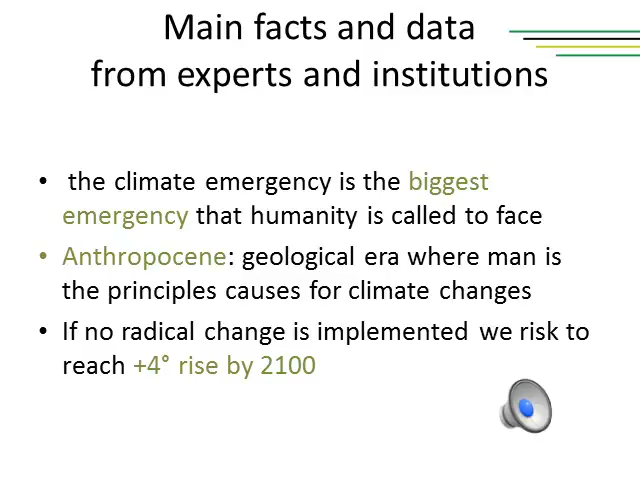 Main facts and data
from experts and institutions
• the climate emergency is the biggest
emergency that humanity is called to face
• Anthropocene: geological era where man is
the principles causes for climate changes
• If no radical change is implemented we risk to
reach +4° rise by 2100